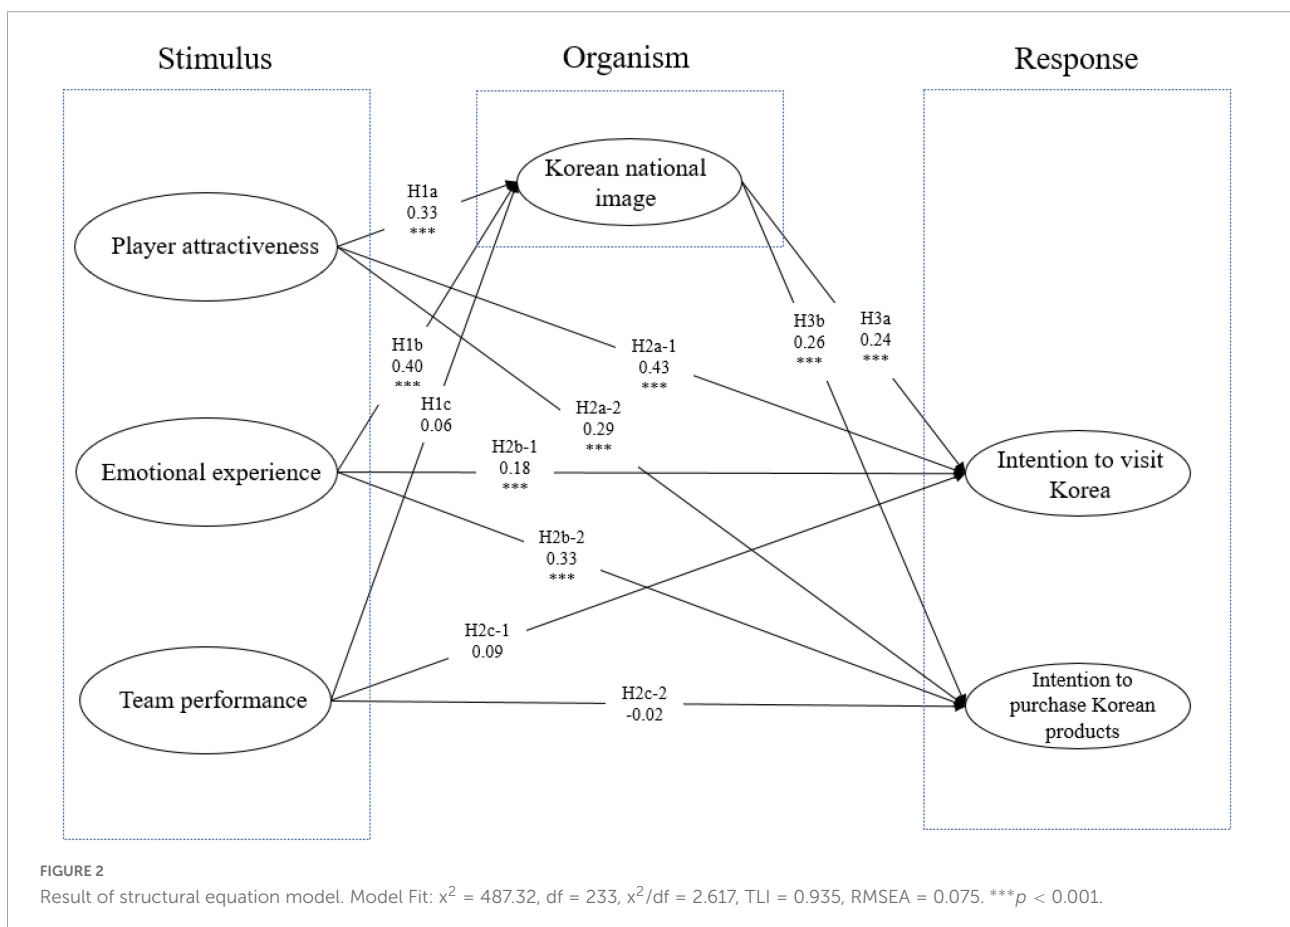 Stimulus
Organism
Response
Korean national
image
H1a
0.33
***
Player attractiveness
H3b
0.26
***
H3a
0.24
***
H1b
0.40
***
H2a-1
0.43
***
H1c
0.06
H2a-2
0.29
***
H2b-1
0.18
***
Emotional experience
Intention to visit
Korea
H2b-2
0.33
***
H2c-1
0.09
Team performance
H2c-2
-0.02
Intention to
purchase Korean
products
FIGURE 2
Result of structural equation model. Model Fit: x² = 487.32, df = 233, x²/df = 2.617, TLI = 0.935, RMSEA = 0.075. ***p < 0.001.